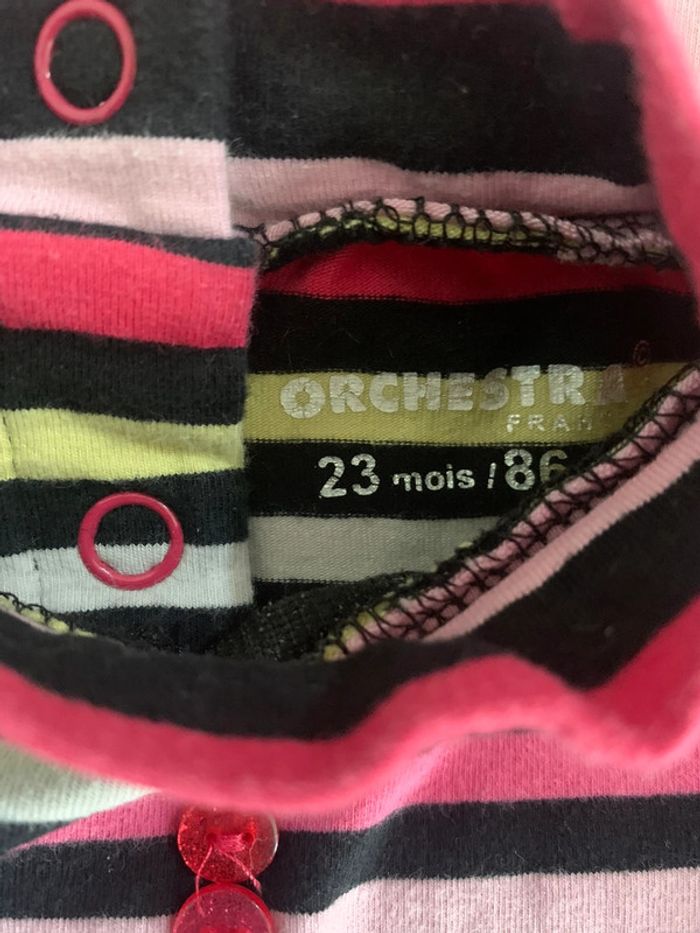 ORCHESTRA
©
23 mois / 86